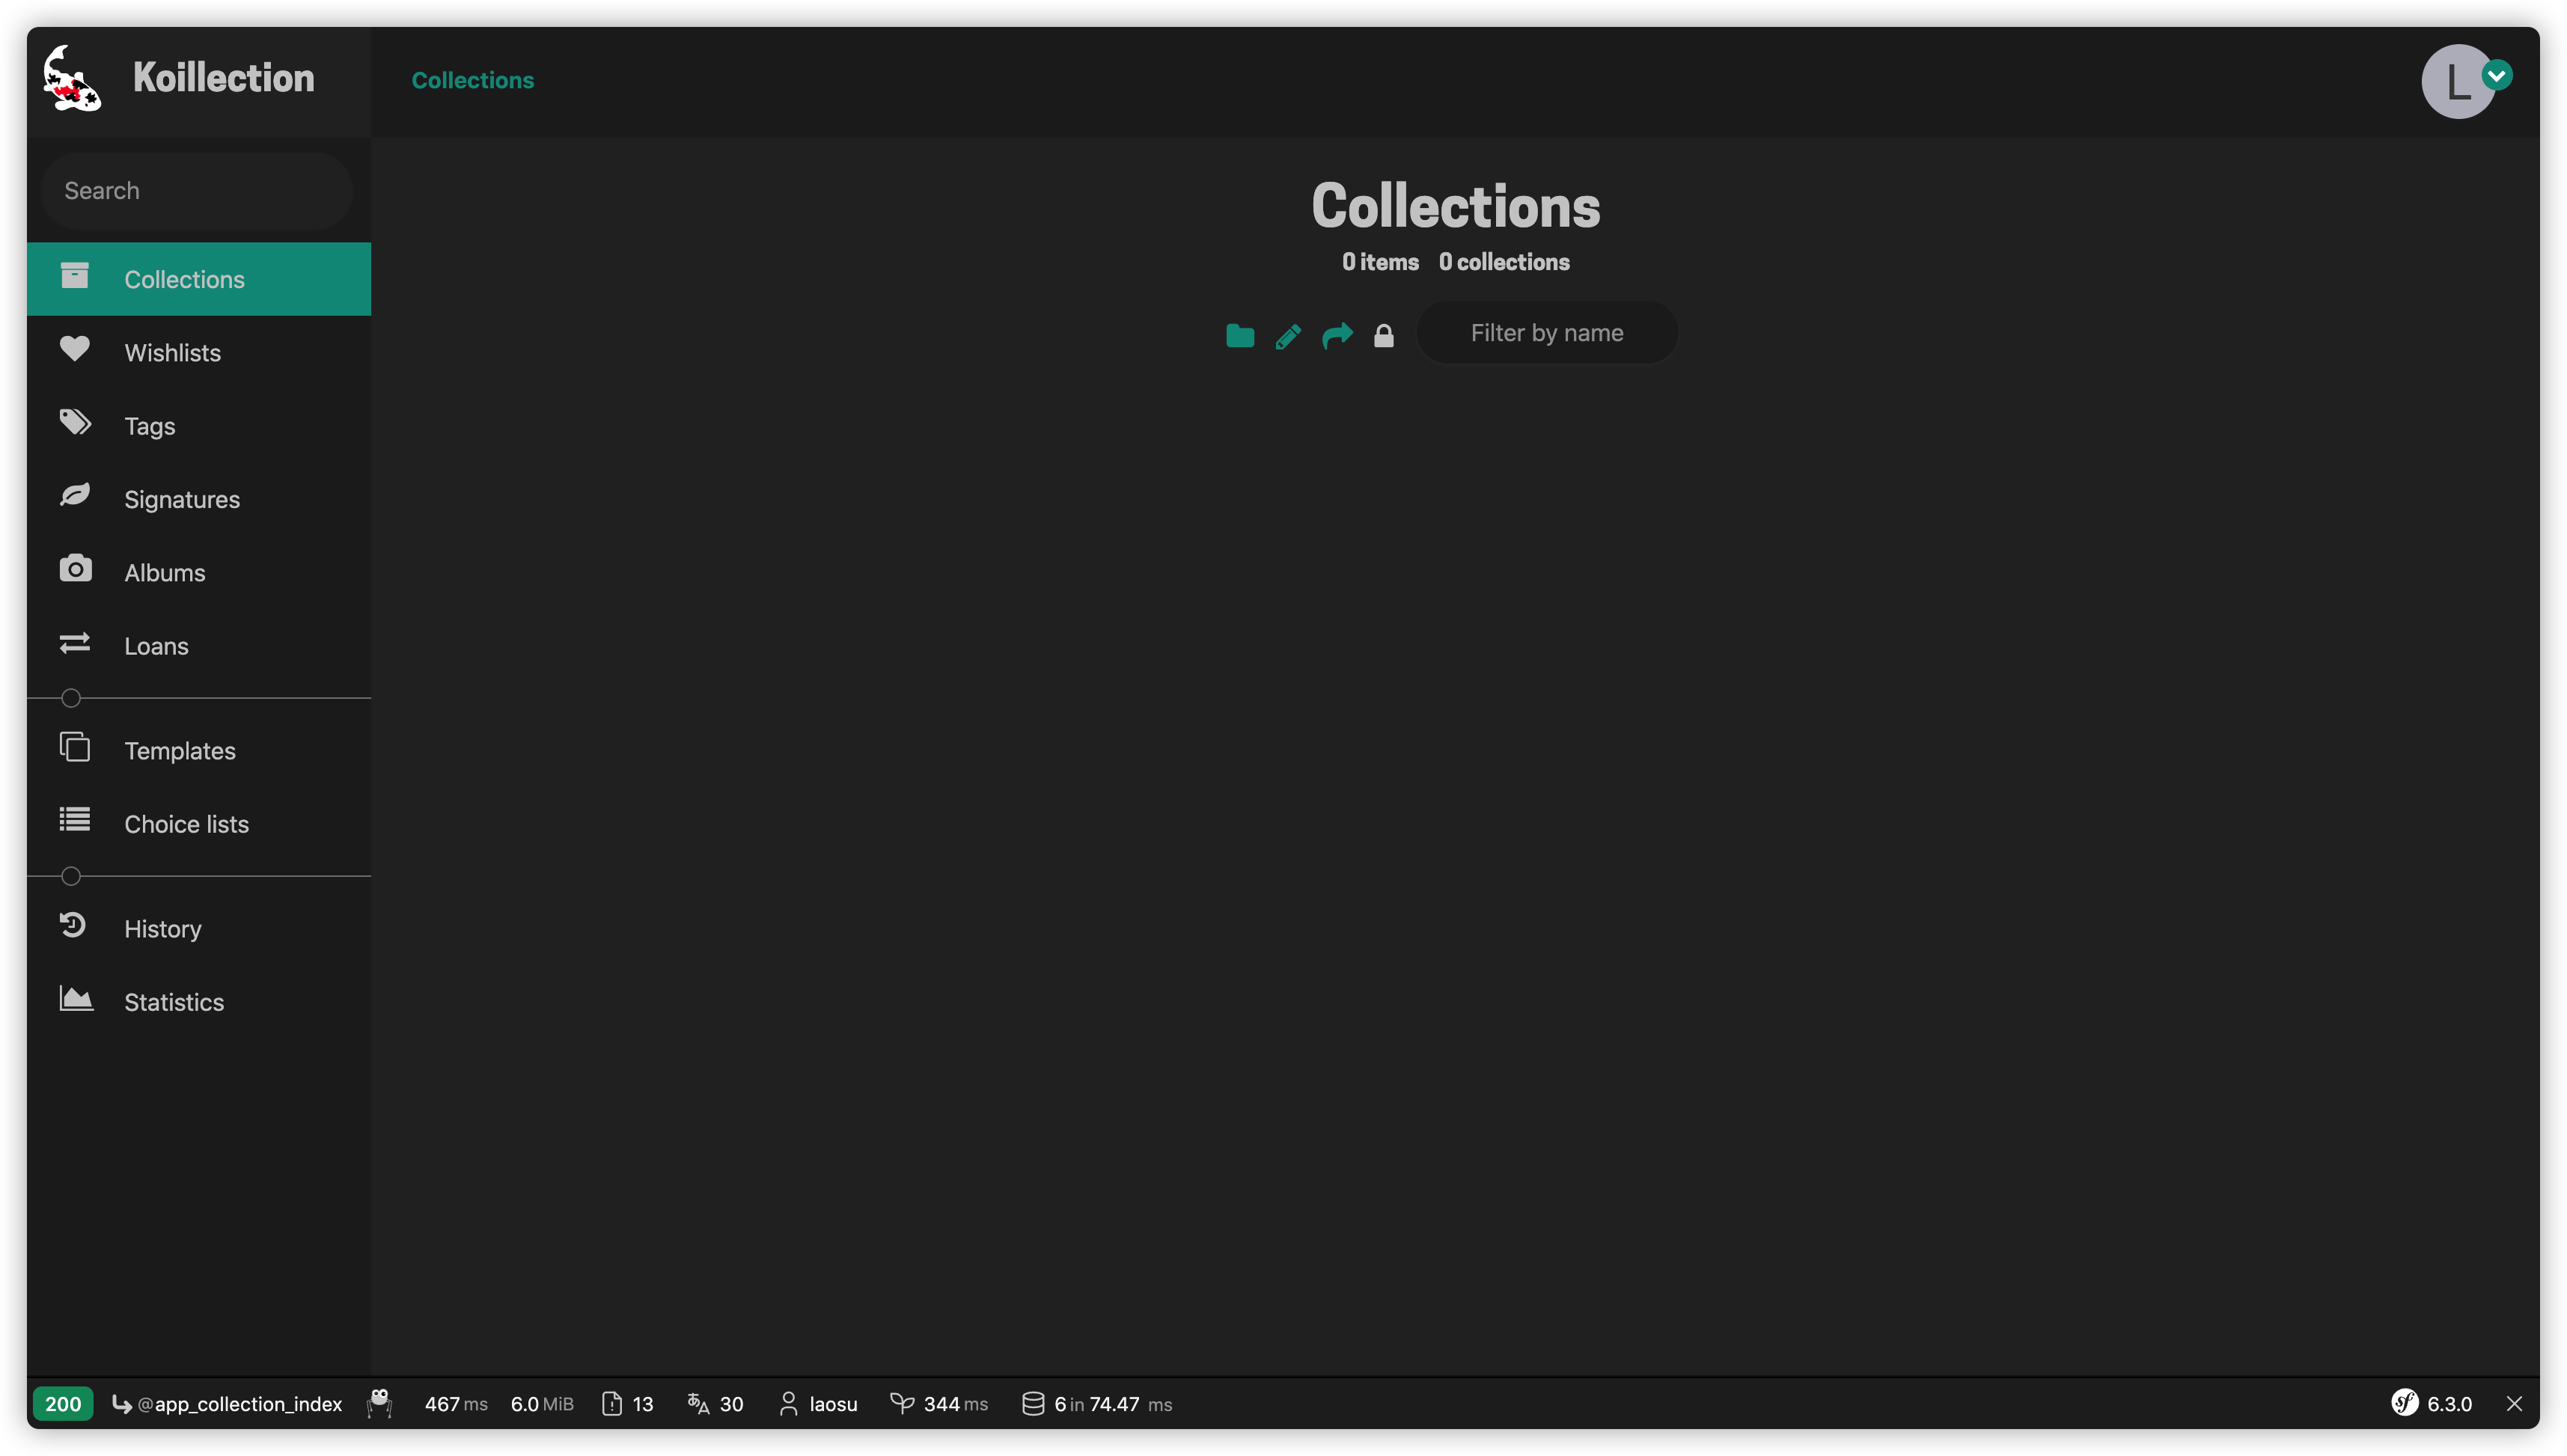 Koillection
Collections
L
Search
Collections
Wishlists
Tags
Signatures
Albums
Loans
Templates
Choice lists
History
Statistics
Collections
0 items 0 collections
Filter by name
200 @app_collection_index 467 ms 6.0 MiB 13 30 laosu 344 ms 6 in 74.47 ms sf 6.3.0